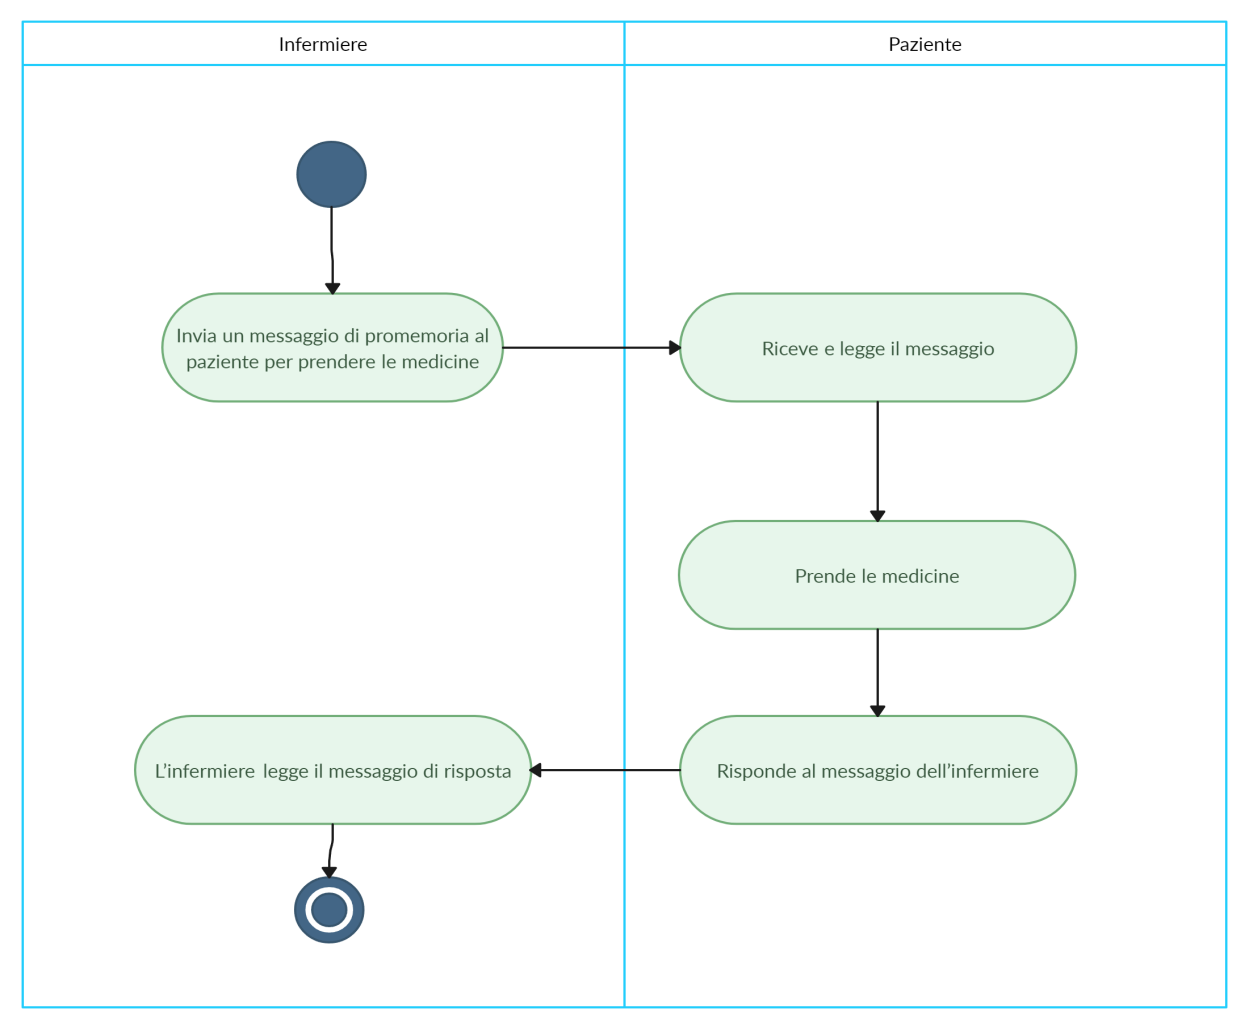 Infermiere
Paziente
Invia un messaggio di promemoria al
paziente per prendere le medicine
Riceve e legge il messaggio
Prende le medicine
Risponde al messaggio dell'infermiere
L'infermiere legge il messaggio di risposta